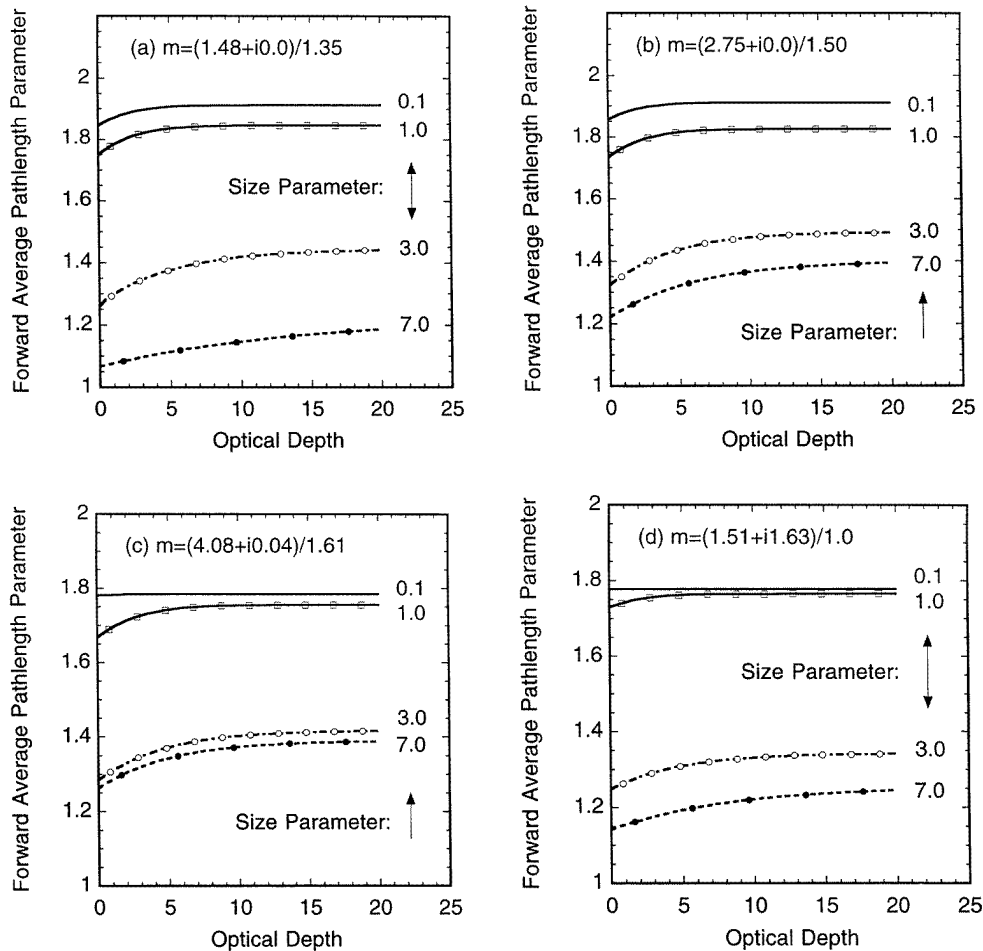 Forward Average Pathlength Parameter
(a) m=(1.48+i0.0)/1.35
2
1.8
1.6
1.4
1.2
1
0.1
1.0
Size Parameter:
3.0
7.0
0 5 10 15 20 25
Optical Depth
Forward Average Pathlength Parameter
(b) m=(2.75+i0.0)/1.50
2
1.8
1.6
1.4
1.2
1
0.1
1.0
3.0
7.0
Size Parameter:
0 5 10 15 20 25
Optical Depth
Forward Average Pathlength Parameter
(c) m=(4.08+i0.04)/1.61
2
1.8
1.6
1.4
1.2
1
0.1
1.0
3.0
7.0
Size Parameter:
0 5 10 15 20 25
Optical Depth
Forward Average Pathlength Parameter
(d) m=(1.51+i1.63)/1.0
2
1.8
1.6
1.4
1.2
1
0.1
1.0
Size Parameter:
3.0
7.0
0 5 10 15 20 25
Optical Depth